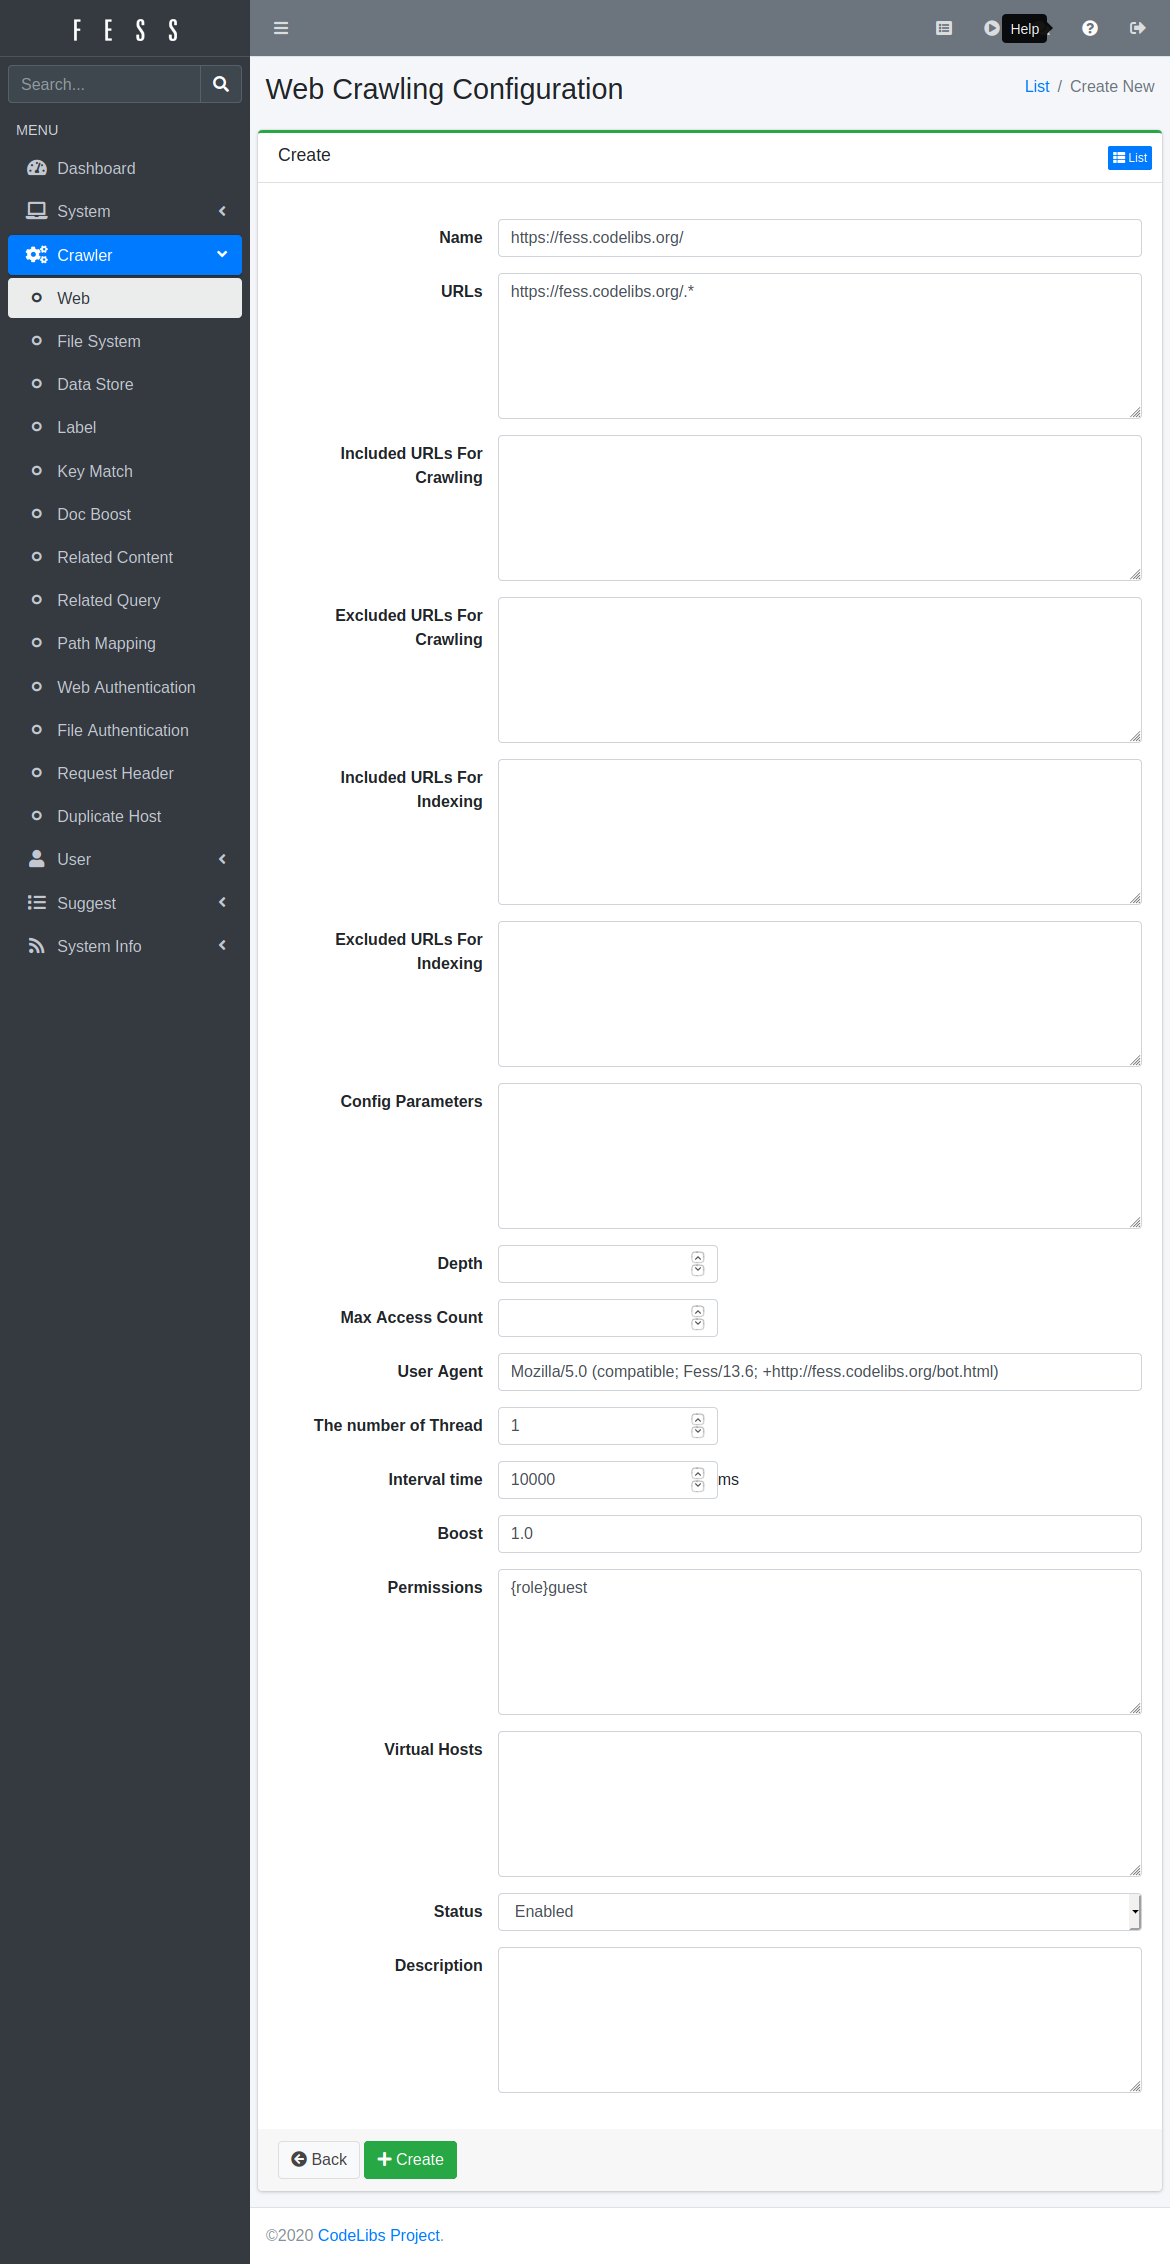 FESS
Help
Search...
MENU
Dashboard
System
Crawler
Web
File System
Data Store
Label
Key Match
Doc Boost
Related Content
Related Query
Path Mapping
Web Authentication
File Authentication
Request Header
Duplicate Host
User
Suggest
System Info
Web Crawling Configuration
List / Create New
Create
List
Name
https://fess.codelibs.org/
URLs
https://fess.codelibs.org/.*
Included URLs For
Crawling
Excluded URLs For
Crawling
Included URLs For
Indexing
Excluded URLs For
Indexing
Config Parameters
Depth
Max Access Count
User Agent
Mozilla/5.0 (compatible; Fess/13.6; +http://fess.codelibs.org/bot.html)
The number of Thread
1
Interval time
10000
ms
Boost
1.0
Permissions
{role}guest
Virtual Hosts
Status
Enabled
Description
Back
Create
©2020 CodeLibs Project.